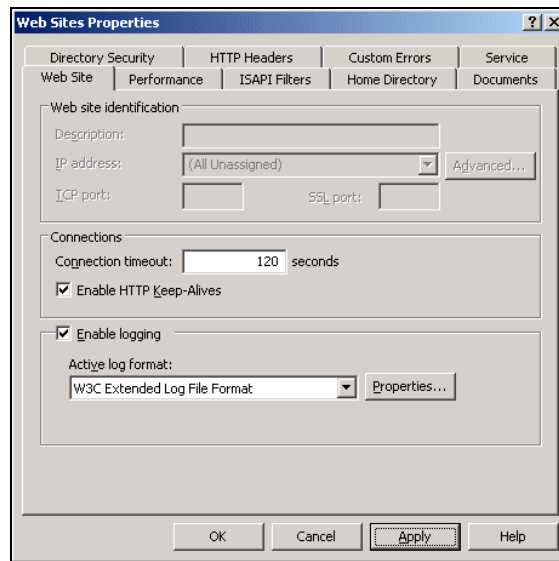 Web Sites Properties
Directory Security HTTP Headers Custom Errors Service
Web Site Performance ISAPI Filters Home Directory Documents
Web site identification
Description:
IP address: (All Unassigned) Advanced...
TCP port: SSL port:
Connections
Connection timeout: 120 seconds
Enable HTTP Keep-Alives
Enable logging
Active log format:
W3C Extended Log File Format Properties...
OK Cancel Apply Help